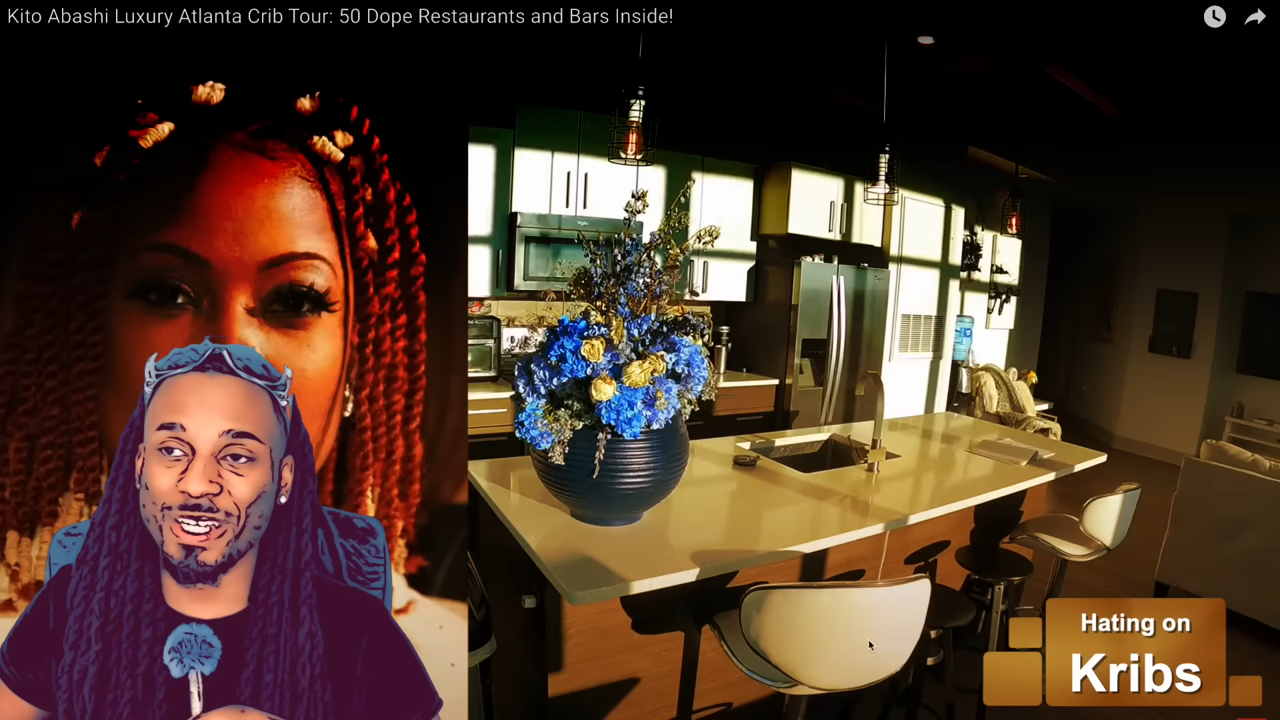 Kito Abashi Luxury Atlanta Crib Tour: 50 Dope Restaurants and Bars Inside!
Hating on
Kribs